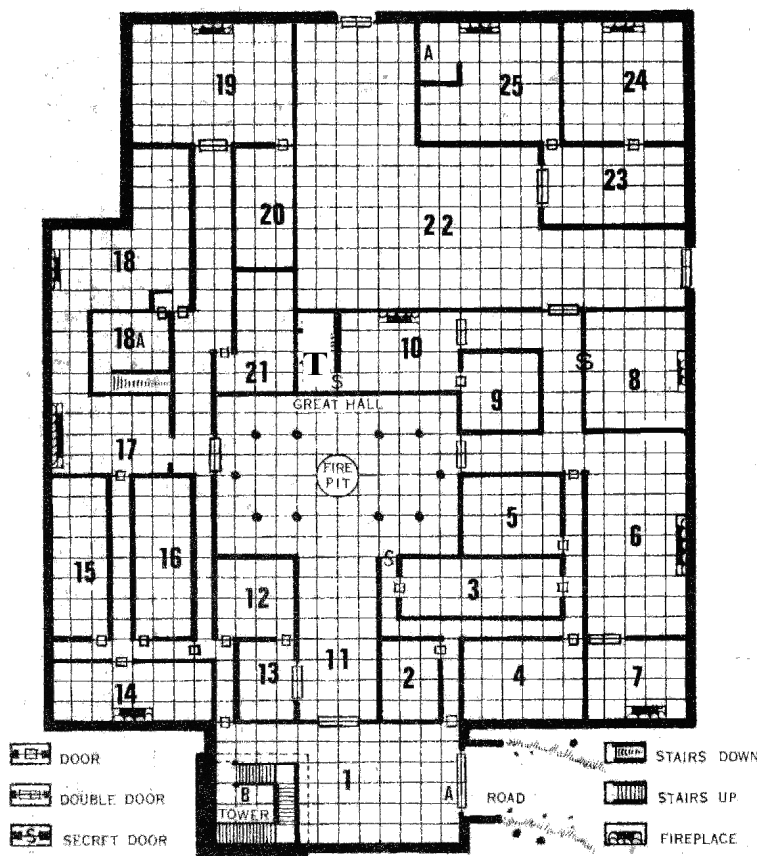 A
19
25
24
23
20
22
18
18A
T
10
S
8
21
S
9
GREAT HALL
17
FIRE
PIT
5
6
15
16
S
3
12
11
13
2
4
7
14
1
DOOR
B
A
ROAD
STAIRS DOWN
DOUBLE DOOR
TOWER
STAIRS UP
S
SECRET DOOR
FIREPLACE